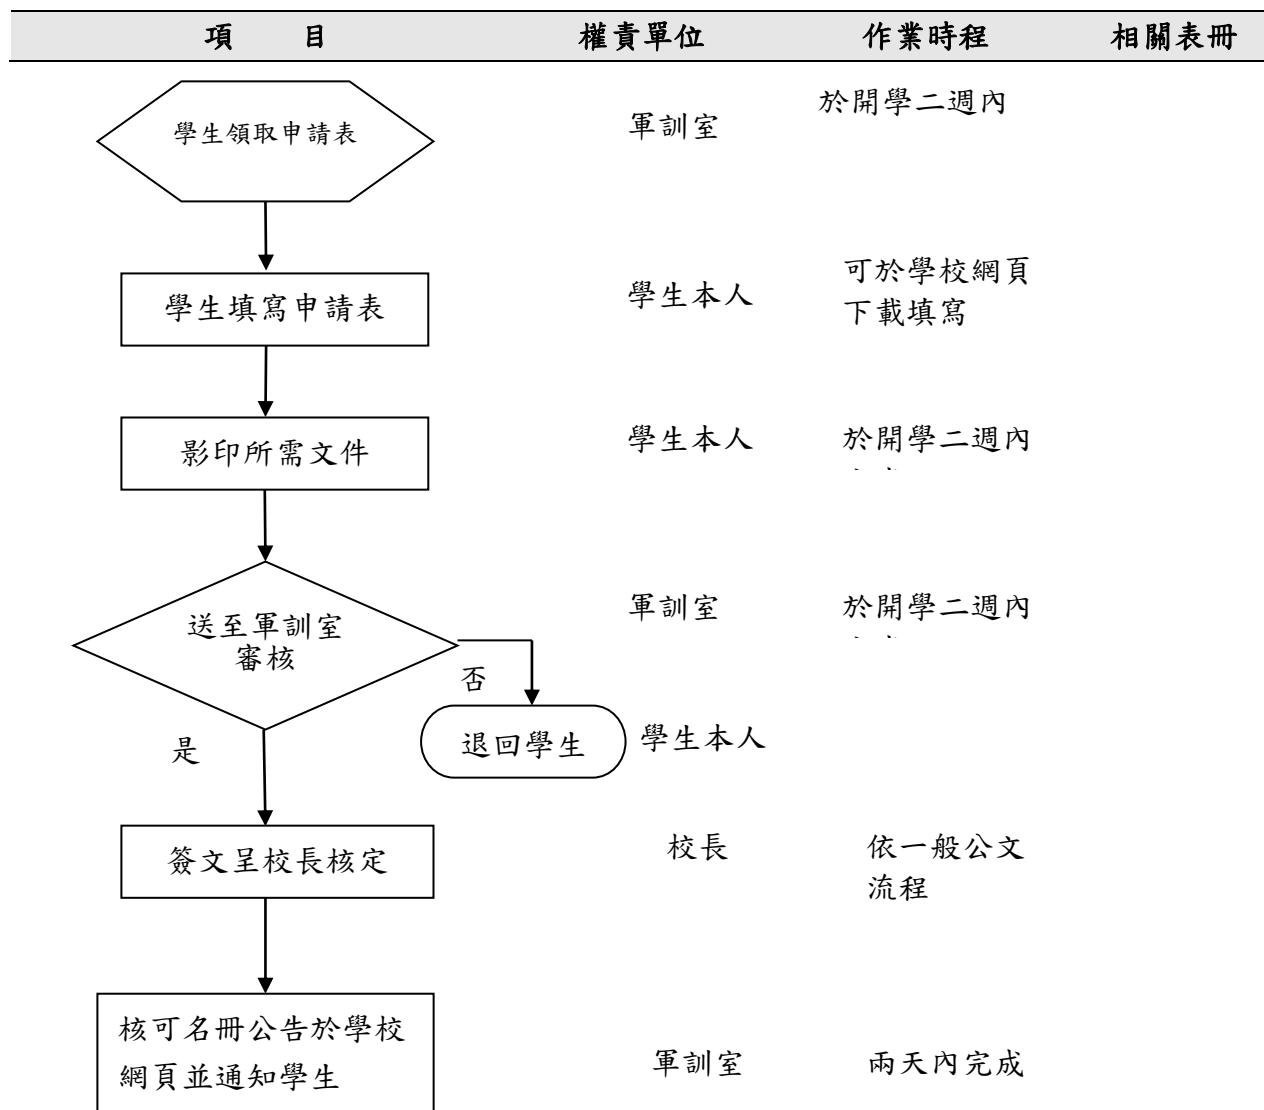 項 目 權責單位 作業時程 相關表冊
學生領取申請表 軍訓室 於開學二週內
學生填寫申請表 學生本人 可於學校網頁
下載填寫
影印所需文件 學生本人 於開學二週內
送至軍訓室
審核
軍訓室 於開學二週內
否
是
退回學生 學生本人
簽文呈校長核定 校長 依一般公文
流程
核可名冊公告於學校
網頁並通知學生
軍訓室 兩天內完成